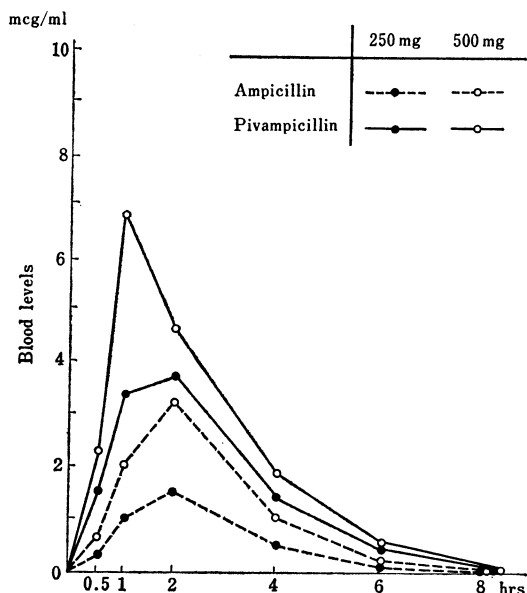 mcg/ml
250 mg 500 mg
Ampicillin
Pivampicillin
10
8
6
4
2
0
Blood levels
0.5 1 2 4 6 8 hrs